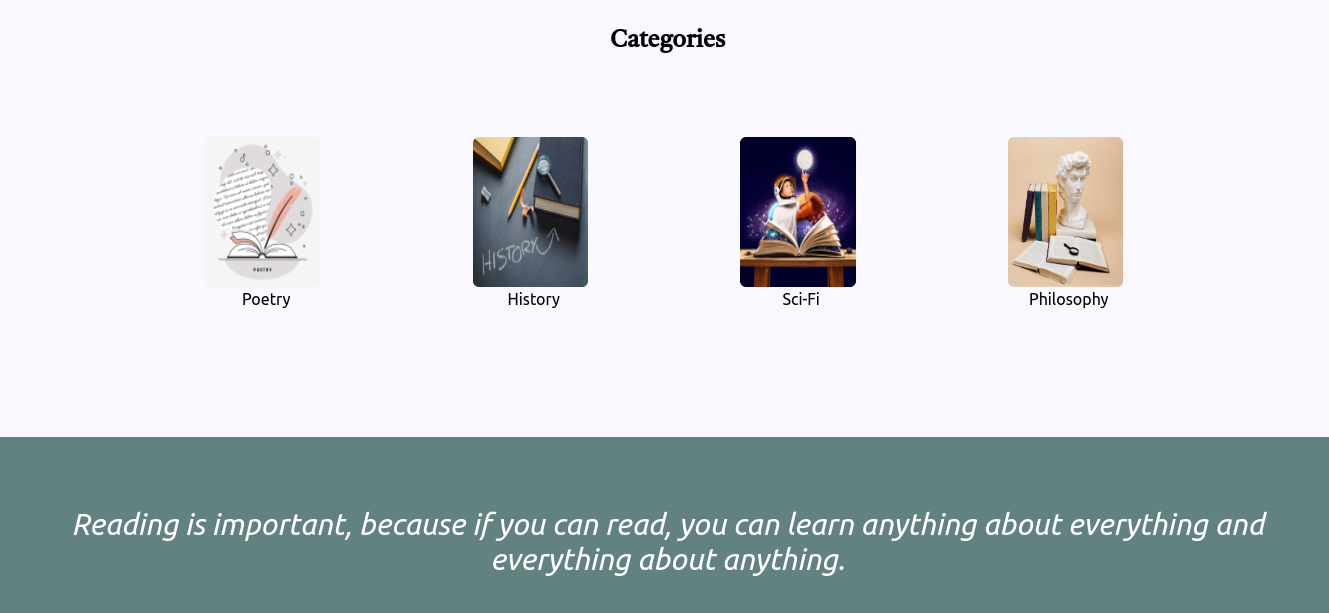 Categories
POETRY
HISTORY
Poetry
History
Sci-Fi
Philosophy
Reading is important, because if you can read, you can learn anything about everything and
everything about anything.